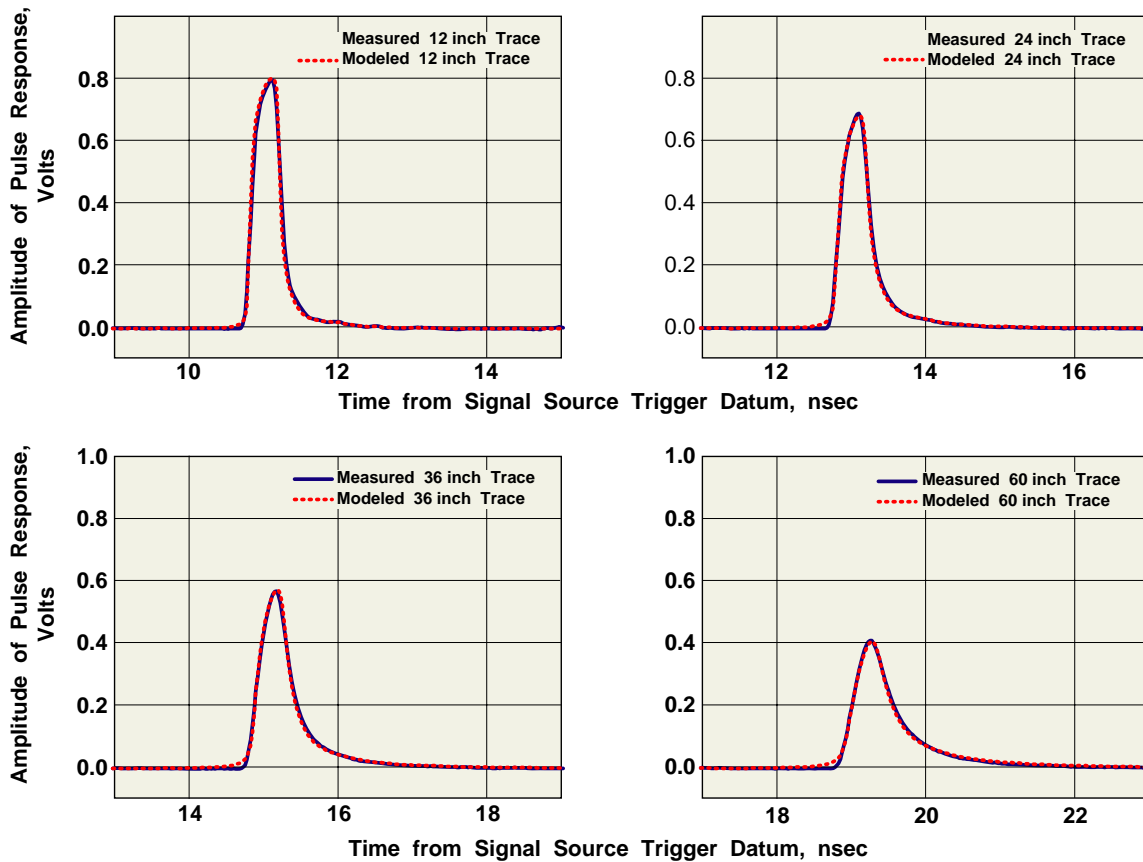 Amplitude of Pulse Response,
Volts
Measured 12 inch Trace
Modeled 12 inch Trace
0.8
0.6
0.4
0.2
0.0
10
12
14
Measured 24 inch Trace
Modeled 24 inch Trace
0.8
0.6
0.4
0.2
0.0
12
14
16
Time from Signal Source Trigger Datum, nsec
Amplitude of Pulse Response,
Volts
1.0
Measured 36 inch Trace
Modeled 36 inch Trace
0.8
0.6
0.4
0.2
0.0
14
16
18
1.0
Measured 60 inch Trace
Modeled 60 inch Trace
0.8
0.6
0.4
0.2
0.0
18
20
22
Time from Signal Source Trigger Datum, nsec